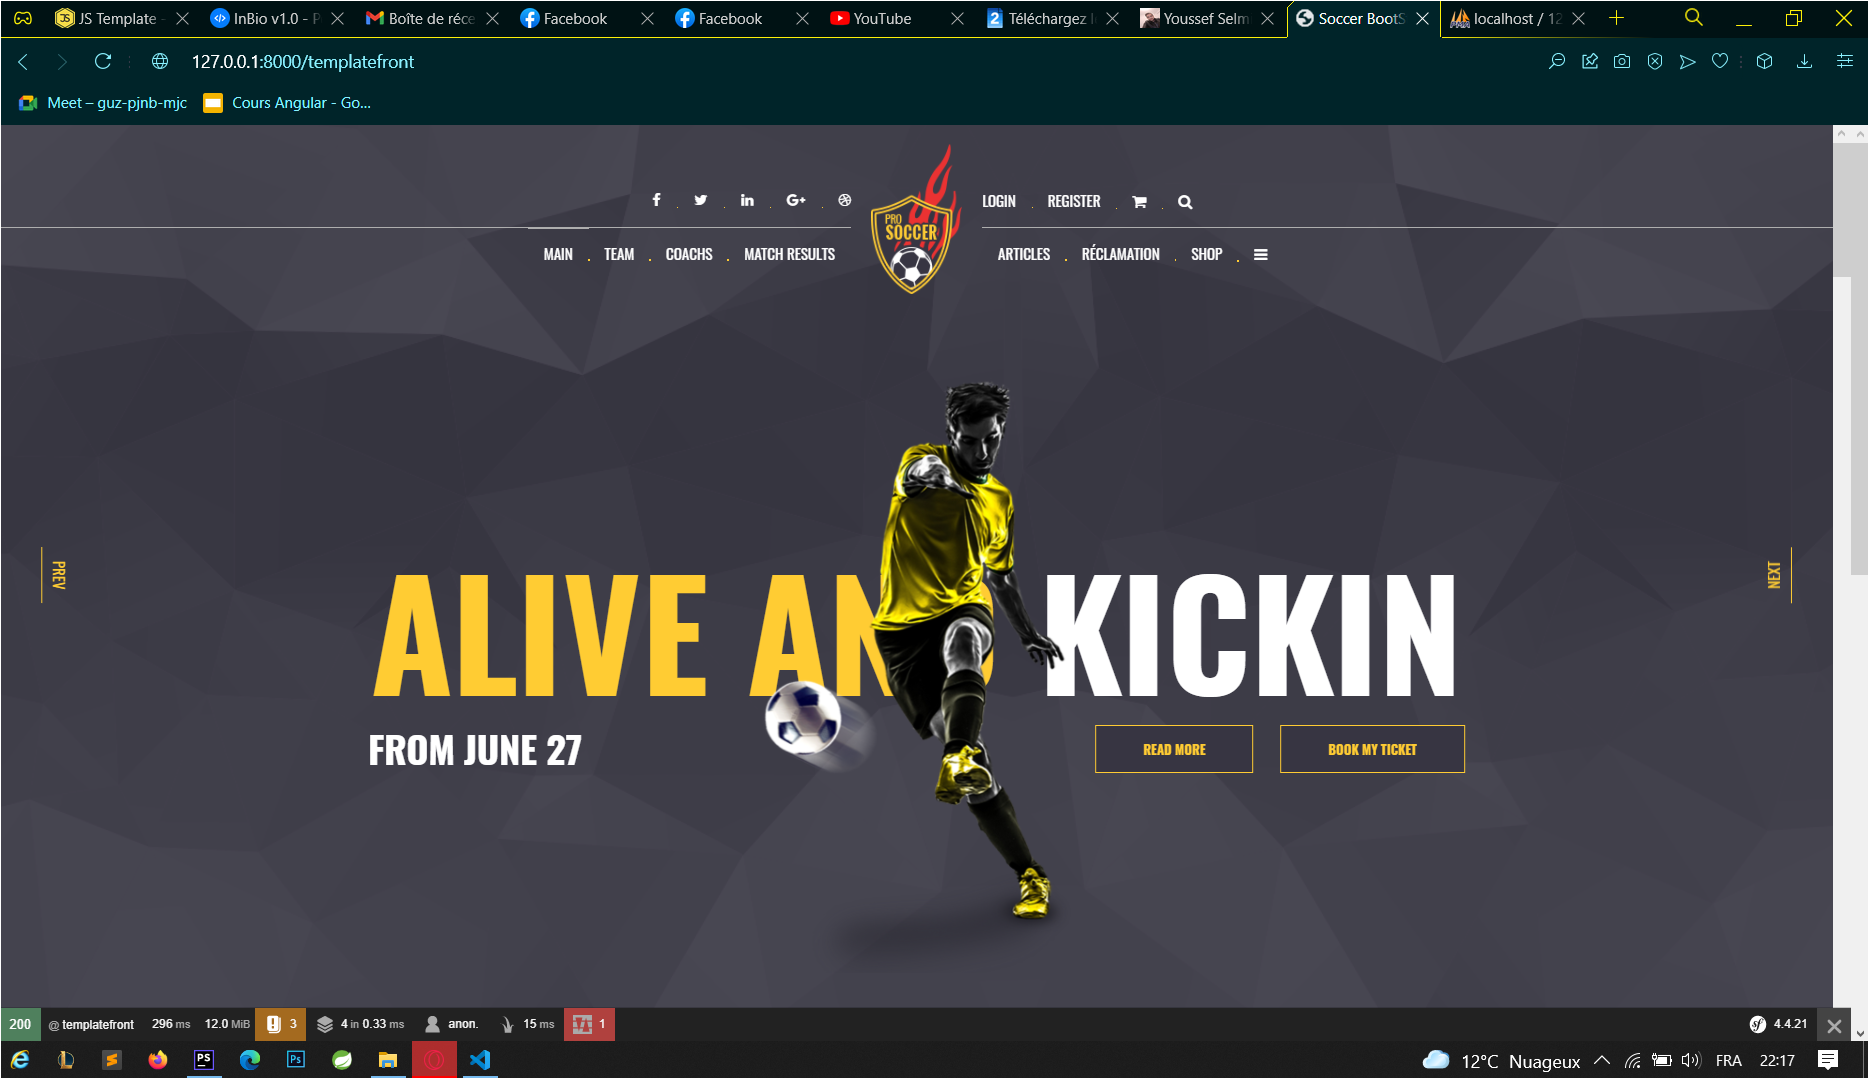 JS Template - InBio v1.0 - P Boîte de réce Facebook Facebook YouTube Téléchargez l Youssef Selm Soccer BootS localhost / 12
127.0.0.1:8000/templatefront
Meet – guz-pjnb-mjc Cours Angular - Go...
LOGIN REGISTER
PRO
SOCCER
MAIN TEAM COACHS MATCH RESULTS ARTICLES RÉCLAMATION SHOP
PREV
NEXT
ALIVE AND KICKIN
FROM JUNE 27
READ MORE BOOK MY TICKET
200 @ templatefront 296 ms 12.0 MiB 3 4 in 0.33 ms anon. 15 ms 1 4.4.21
12°C Nuageux FRA 22:17